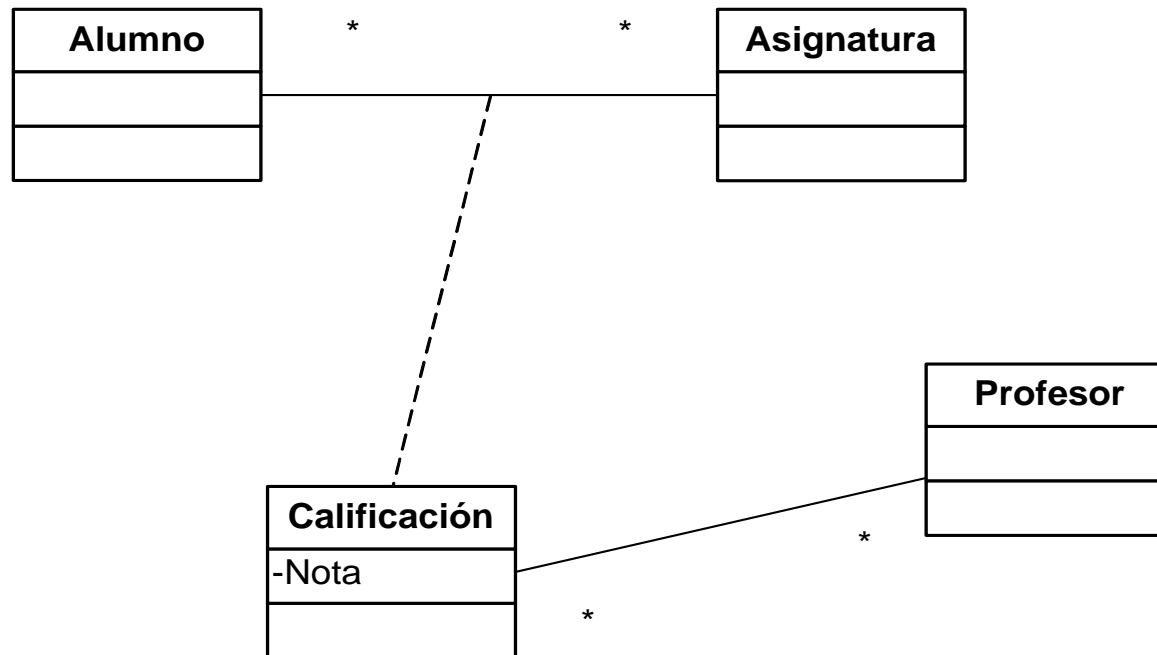 Alumno
*
*
Asignatura
Profesor
Calificación
-Nota
*
*